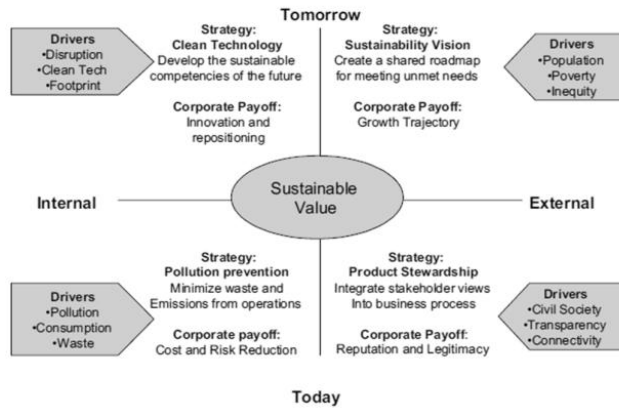 Tomorrow
Drivers
•Disruption
•Clean Tech
•Footprint
Strategy:
Clean Technology
Develop the sustainable
competencies of the future
Corporate Payoff:
Innovation and
repositioning
Strategy:
Sustainability Vision
Create a shared roadmap
for meeting unmet needs
Corporate Payoff:
Growth Trajectory
Drivers
•Population
•Poverty
•Inequity
Internal
Sustainable
Value
External
Drivers
•Pollution
•Consumption
•Waste
Strategy:
Pollution prevention
Minimize waste and
Emissions from operations
Corporate payoff:
Cost and Risk Reduction
Strategy:
Product Stewardship
Integrate stakeholder views
Into business process
Corporate Payoff:
Reputation and Legitimacy
Drivers
•Civil Society
•Transparency
•Connectivity
Today